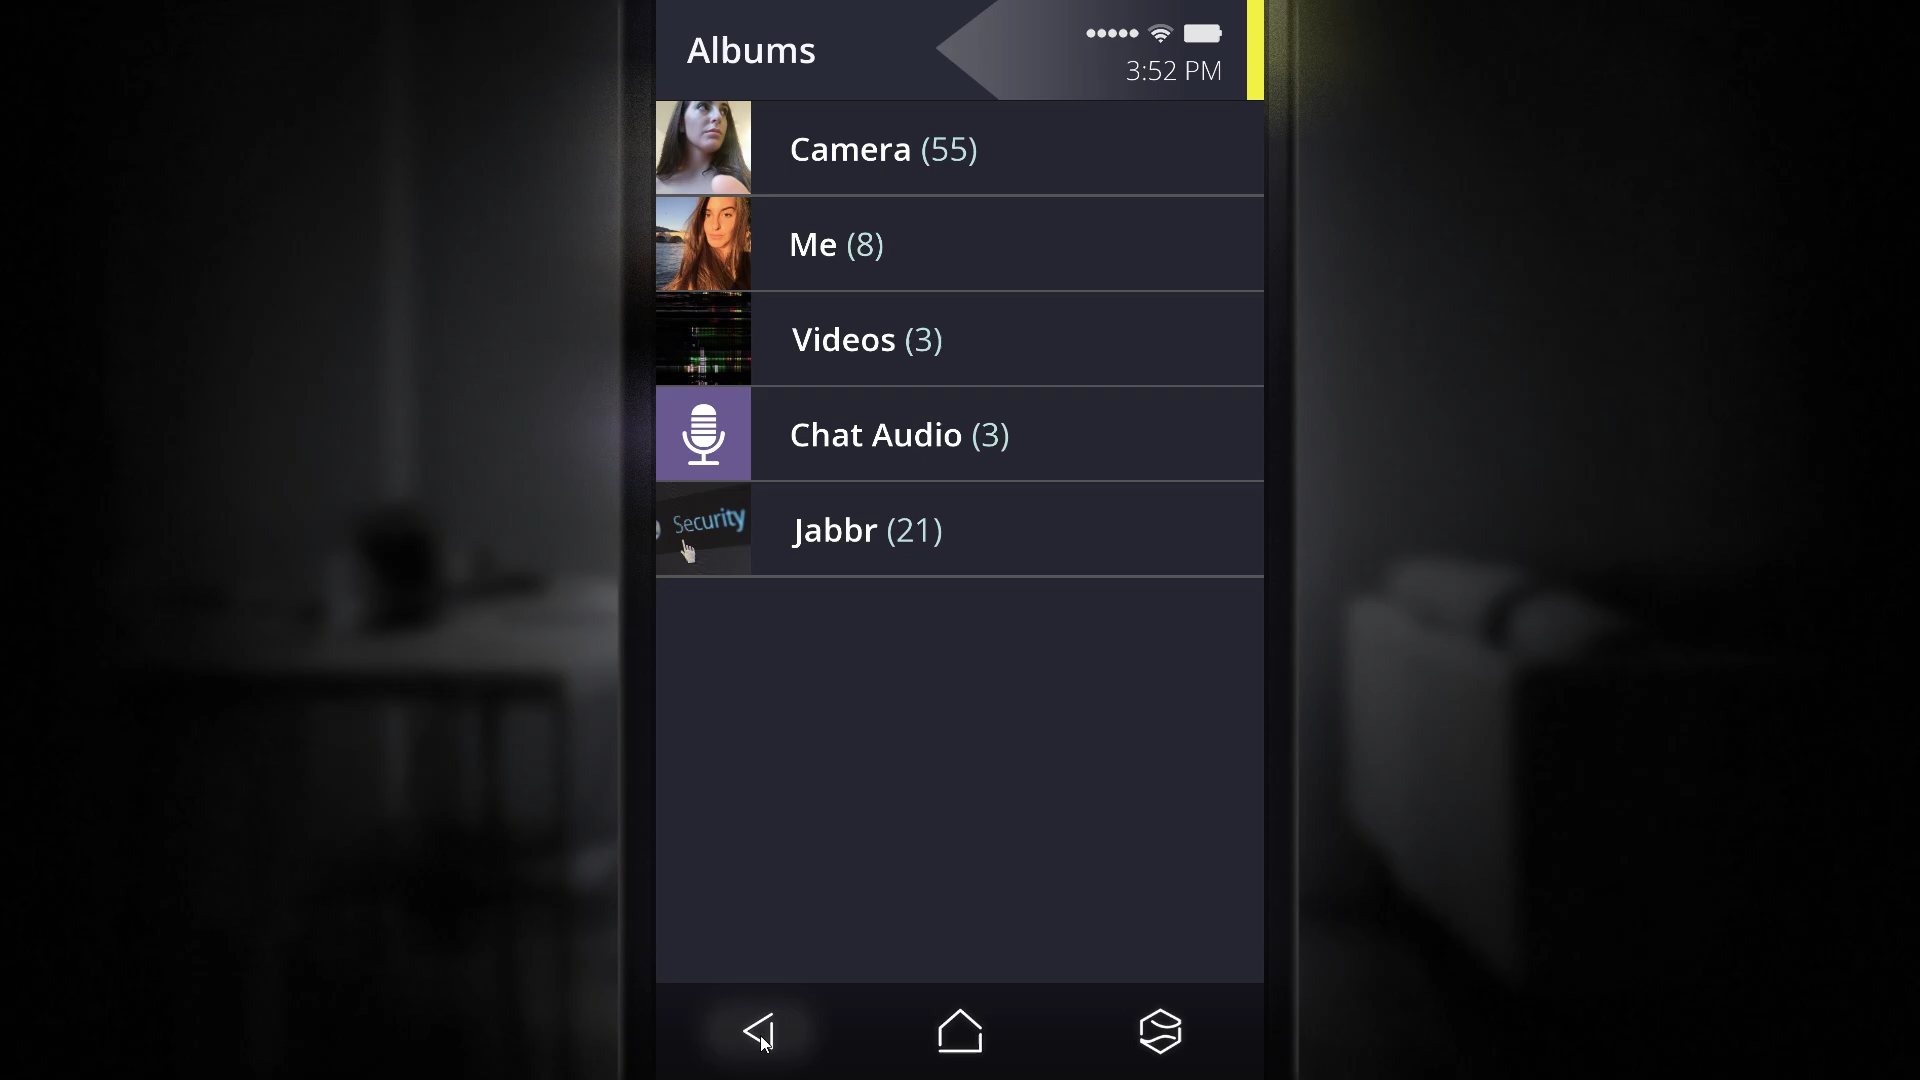 Albums
3:52 PM
Camera (55)
Me (8)
Videos (3)
Chat Audio (3)
Security
Jabbr (21)